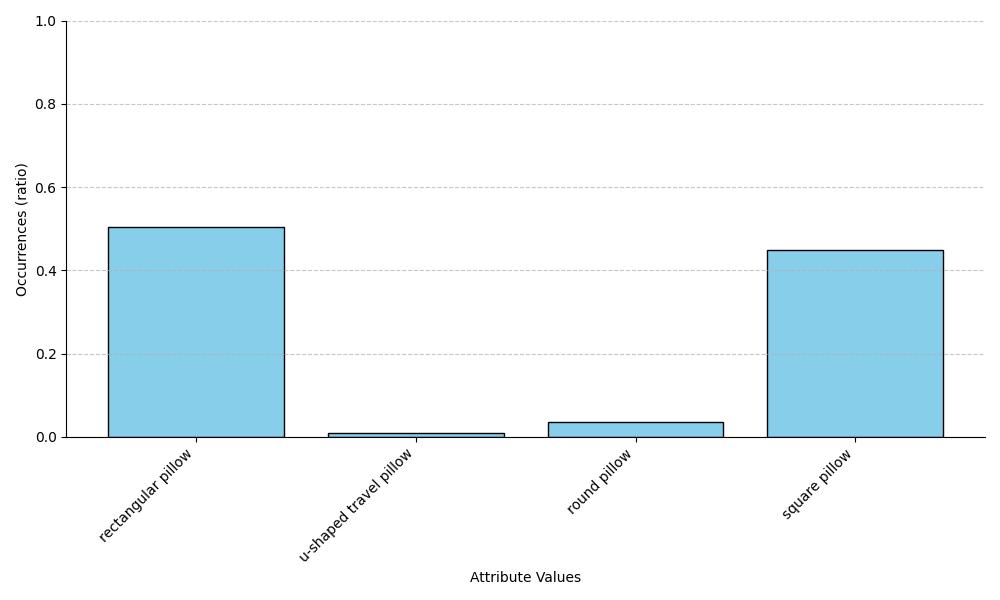 1.0
0.8
0.6
0.4
0.2
0.0
Occurrences (ratio)
rectangular pillow
u-shaped travel pillow
round pillow
square pillow
Attribute Values